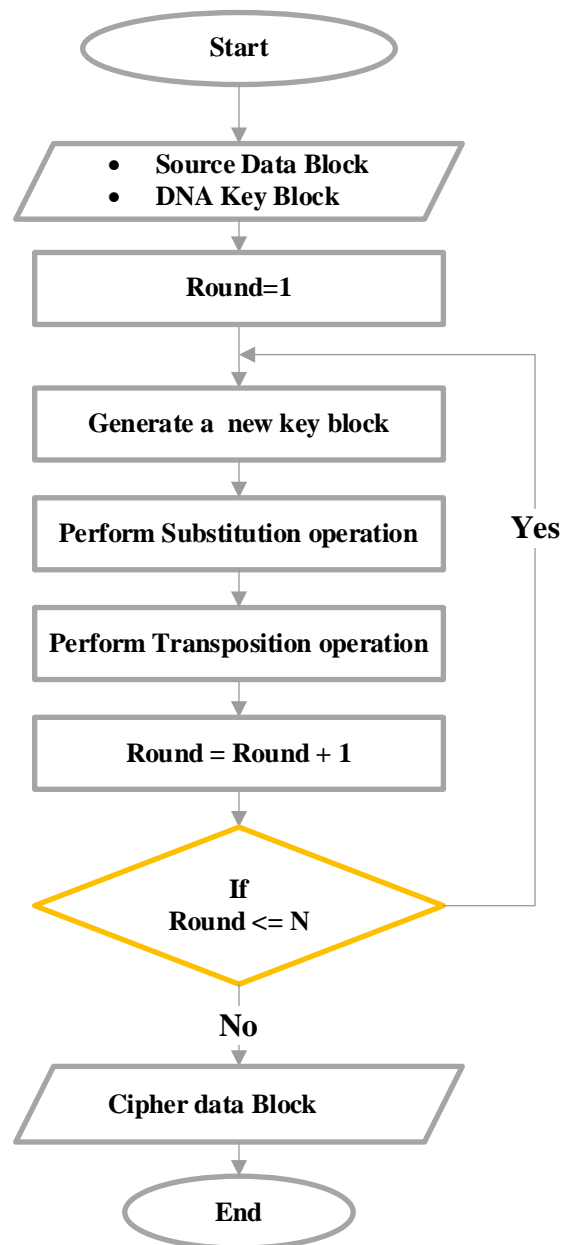 Start
• Source Data Block
• DNA Key Block
Round=1
Generate a  new key block
Perform Substitution operation
Yes
Perform Transposition operation
Round = Round + 1
If
Round <= N
No
Cipher data Block
End